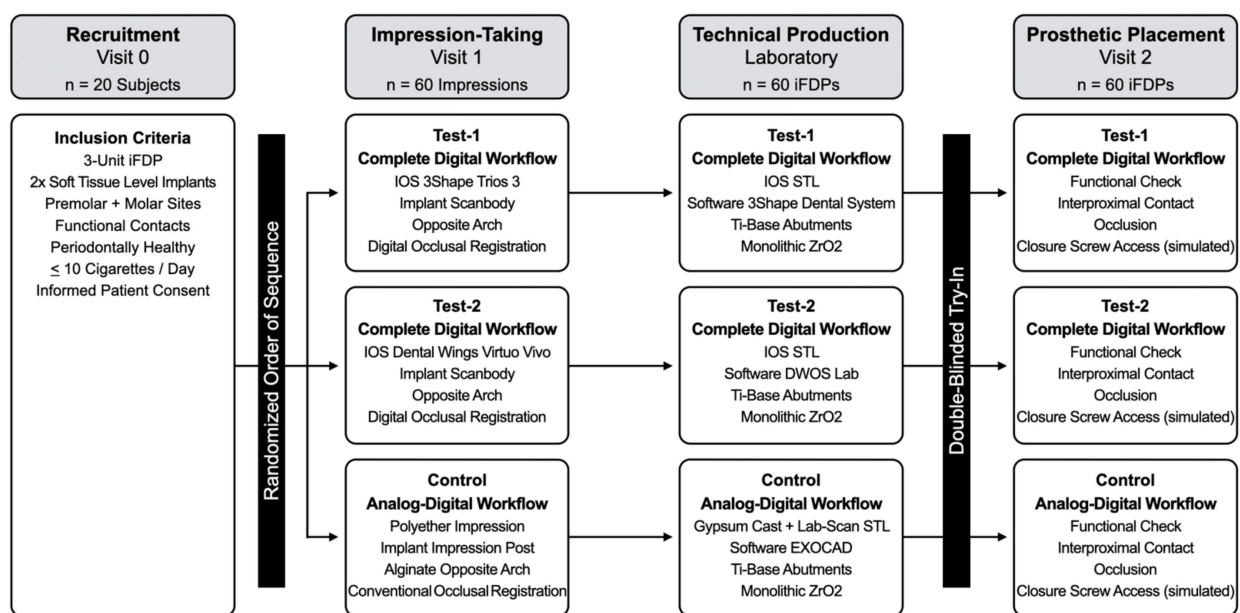 Recruitment
Visit 0
n = 20 Subjects
Inclusion Criteria
3-Unit iFDP
2x Soft Tissue Level Implants
Premolar + Molar Sites
Functional Contacts
Periodontally Healthy
≤ 10 Cigarettes / Day
Informed Patient Consent
Randomized Order of Sequence
Impression-Taking
Visit 1
n = 60 Impressions
Test-1
Complete Digital Workflow
IOS 3Shape Trios 3
Implant Scanbody
Opposite Arch
Digital Occlusal Registration
Test-2
Complete Digital Workflow
IOS Dental Wings Virtuo Vivo
Implant Scanbody
Opposite Arch
Digital Occlusal Registration
Control
Analog-Digital Workflow
Polyether Impression
Implant Impression Post
Alginate Opposite Arch
Conventional Occlusal Registration
Technical Production
Laboratory
n = 60 iFDPs
Test-1
Complete Digital Workflow
IOS STL
Software 3Shape Dental System
Ti-Base Abutments
Monolithic ZrO2
Test-2
Complete Digital Workflow
IOS STL
Software DWOS Lab
Ti-Base Abutments
Monolithic ZrO2
Control
Analog-Digital Workflow
Gypsum Cast + Lab-Scan STL
Software EXOCAD
Ti-Base Abutments
Monolithic ZrO2
Double-Blinded Try-In
Prosthetic Placement
Visit 2
n = 60 iFDPs
Test-1
Complete Digital Workflow
Functional Check
Interproximal Contact
Occlusion
Closure Screw Access (simulated)
Test-2
Complete Digital Workflow
Functional Check
Interproximal Contact
Occlusion
Closure Screw Access (simulated)
Control
Analog-Digital Workflow
Functional Check
Interproximal Contact
Occlusion
Closure Screw Access (simulated)